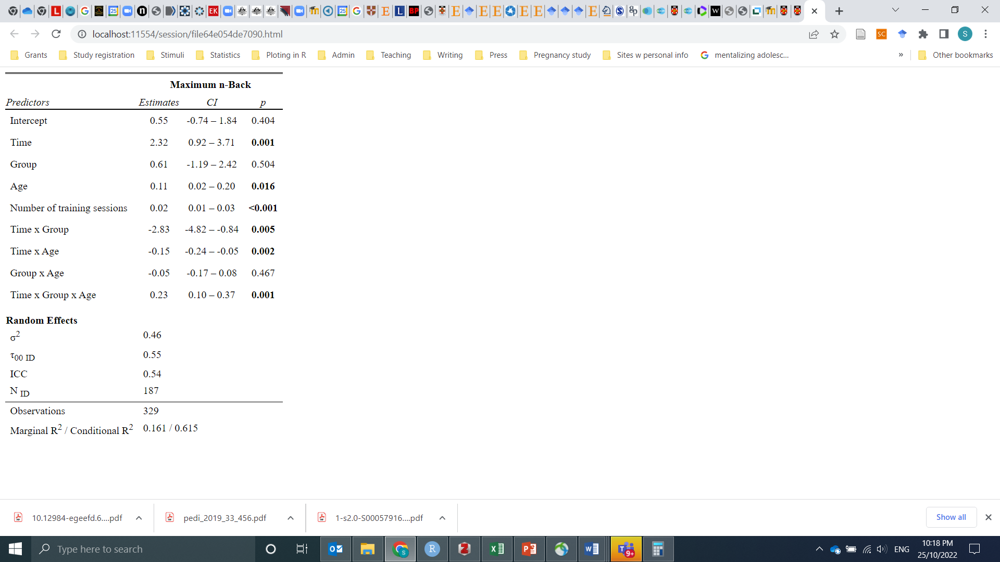 localhost:11554/session/file64e054de7090.html
Grants Study registration Stimuli Statistics Ploting in R Admin Teaching Writing Press Pregnancy study Sites w personal info mentalizing adolesc... » Other bookmarks
Maximum n-Back
Predictors Estimates CI p
Intercept 0.55 -0.74 – 1.84 0.404
Time 2.32 0.92 – 3.71 0.001
Group 0.61 -1.19 – 2.42 0.504
Age 0.11 0.02 – 0.20 0.016
Number of training sessions 0.02 0.01 – 0.03 <0.001
Time x Group -2.83 -4.82 – -0.84 0.005
Time x Age -0.15 -0.24 – -0.05 0.002
Group x Age -0.05 -0.17 – 0.08 0.467
Time x Group x Age 0.23 0.10 – 0.37 0.001
Random Effects
σ2 0.46
τ00 ID 0.55
ICC 0.54
N ID 187
Observations 329
Marginal R2 / Conditional R2 0.161 / 0.615
10.12984-egeefd.6....pdf pedi_2019_33_456.pdf 1-s2.0-S00057916....pdf Show all
Type here to search ENG 10:18 PM
25/10/2022